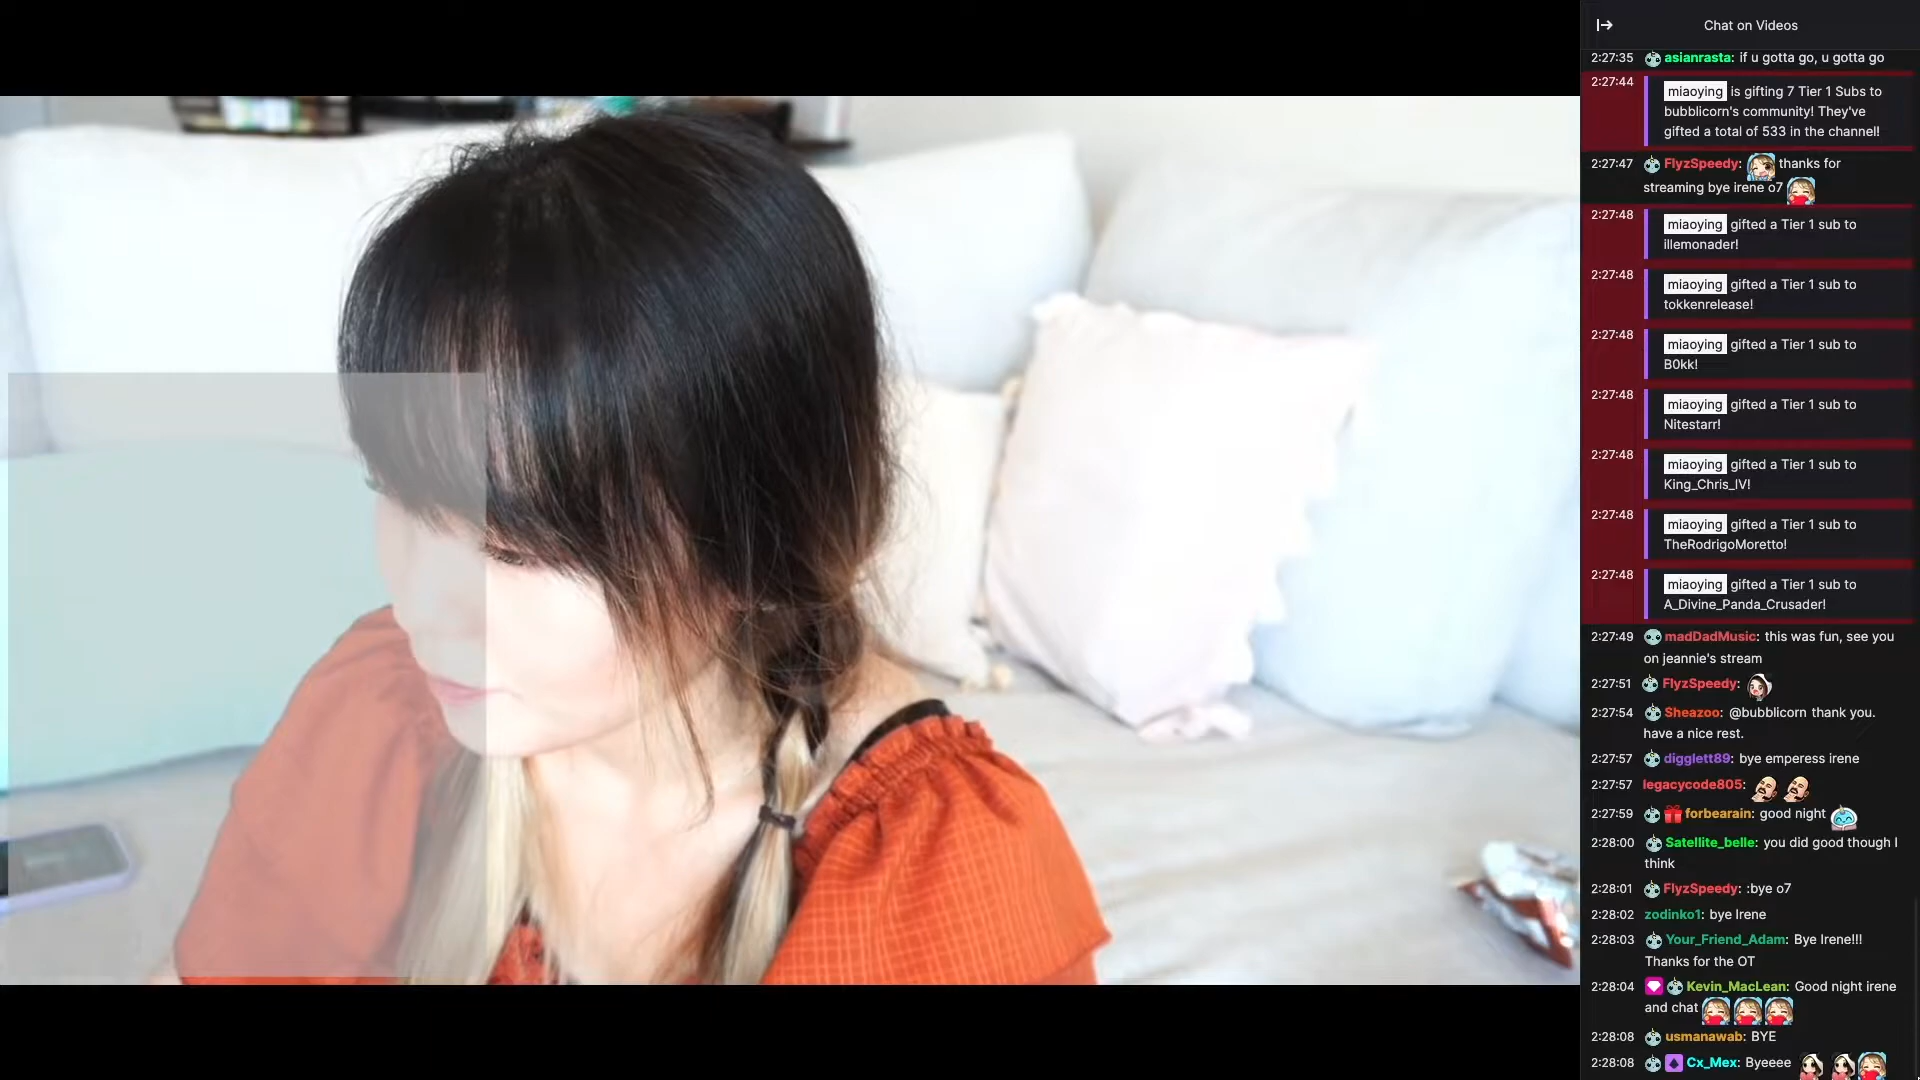 Chat on Videos
2:27:35 asianrasta: if u gotta go, u gotta go
2:27:44 miaoying is gifting 7 Tier 1 Subs to
bubblicorn's community! They've
gifted a total of 533 in the channel!
2:27:47 FlyzSpeedy: thanks for
streaming bye irene o7
2:27:48 miaoying gifted a Tier 1 sub to
illemonader!
2:27:48 miaoying gifted a Tier 1 sub to
tokkenrelease!
2:27:48 miaoying gifted a Tier 1 sub to
B0kk!
2:27:48 miaoying gifted a Tier 1 sub to
Nitestarr!
2:27:48 miaoying gifted a Tier 1 sub to
King_Chris_IV!
2:27:48 miaoying gifted a Tier 1 sub to
TheRodrigoMoretto!
2:27:48 miaoying gifted a Tier 1 sub to
A_Divine_Panda_Crusader!
2:27:49 madDadMusic: this was fun, see you
on jeannie's stream
2:27:51 FlyzSpeedy:
2:27:54 Sheazoo: @bubblicorn thank you.
have a nice rest.
2:27:57 digglett89: bye emperess irene
2:27:57 legacycode805:
2:27:59 forbearain: good night
2:28:00 Satellite_belle: you did good though I
think
2:28:01 FlyzSpeedy: :bye o7
2:28:02 zodinko1: bye Irene
2:28:03 Your_Friend_Adam: Bye Irene!!!
Thanks for the OT
2:28:04 Kevin_MacLean: Good night irene
and chat
2:28:08 usmanawab: BYE
2:28:08 Cx_Mex: Byeeee